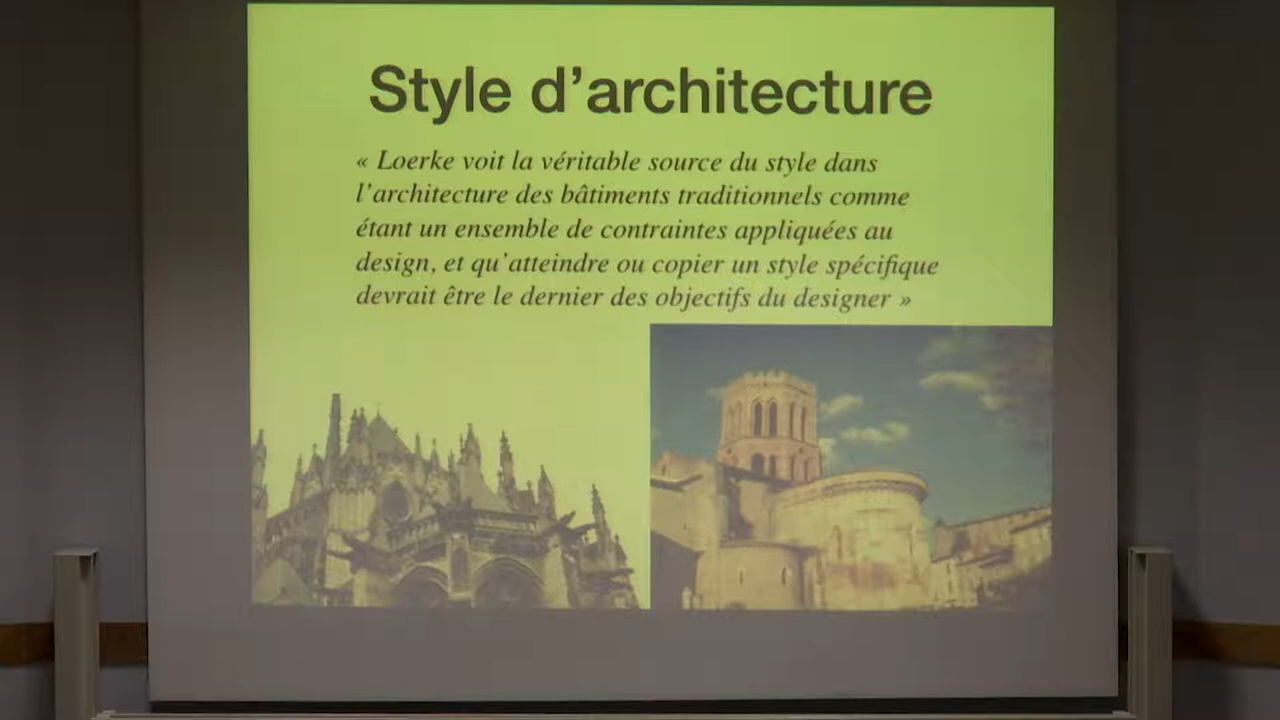 Style d’architecture
« Loerke voit la véritable source du style dans
l’architecture des bâtiments traditionnels comme
étant un ensemble de contraintes appliquées au
design, et qu’atteindre ou copier un style spécifique
devrait être le dernier des objectifs du designer »